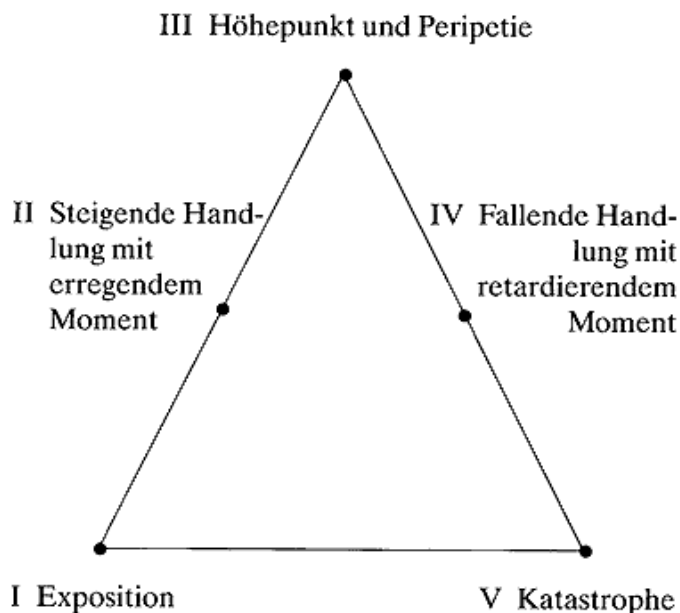 III Höhepunkt und Peripetie
II Steigende Hand-
lung mit
erregendem
Moment
IV Fallende Hand-
lung mit
retardierendem
Moment
I Exposition
V Katastrophe